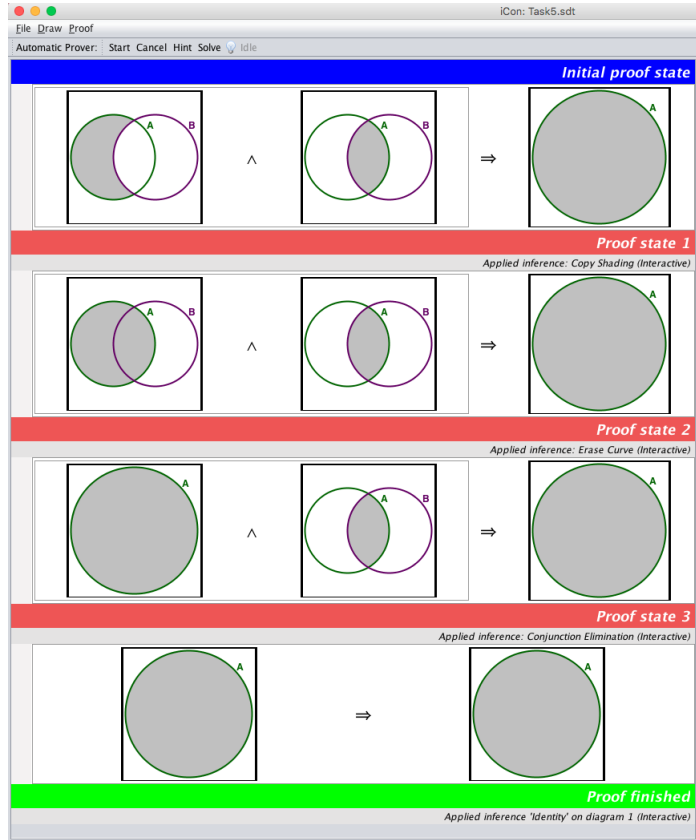 iCon: Task5.sdt
File Draw Proof
Automatic Prover: Start Cancel Hint Solve Idle
Initial proof state
A B ∧ A B ⇒ A
Proof state 1
Applied inference: Copy Shading (Interactive)
A B ∧ A B ⇒ A
Proof state 2
Applied inference: Erase Curve (Interactive)
A ∧ A B ⇒ A
Proof state 3
Applied inference: Conjunction Elimination (Interactive)
A ⇒ A
Proof finished
Applied inference 'Identity' on diagram 1 (Interactive)